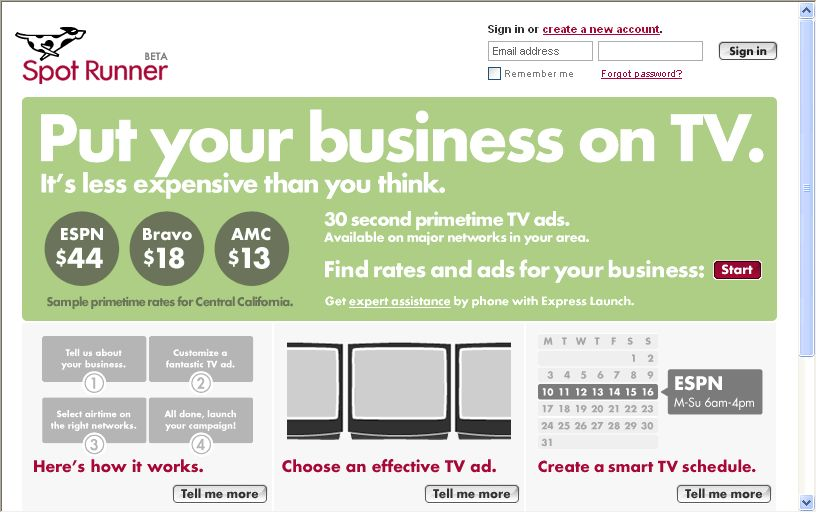 Sign in or create a new account.
BETA
Spot Runner
Email address
Sign in
Remember me
Forgot password?
Put your business on TV.
It's less expensive than you think.
ESPN
$44
Bravo
$18
AMC
$13
Sample primetime rates for Central California.
30 second primetime TV ads.
Available on major networks in your area.
Find rates and ads for your business:
Start
Get expert assistance by phone with Express Launch.
Tell us about
your business.
1
Customize a
fantastic TV ad.
2
Select airtime on
the right networks.
3
All done, launch
your campaign!
4
Here's how it works.
Tell me more
Choose an effective TV ad.
Tell me more
M T W T F S S
1 2
3 4 5 6 7 8 9
10 11 12 13 14 15 16
17 18 19 20 21 22 23
24 25 26 27 28 29 30
31
ESPN
M-Su 6am-4pm
Create a smart TV schedule.
Tell me more